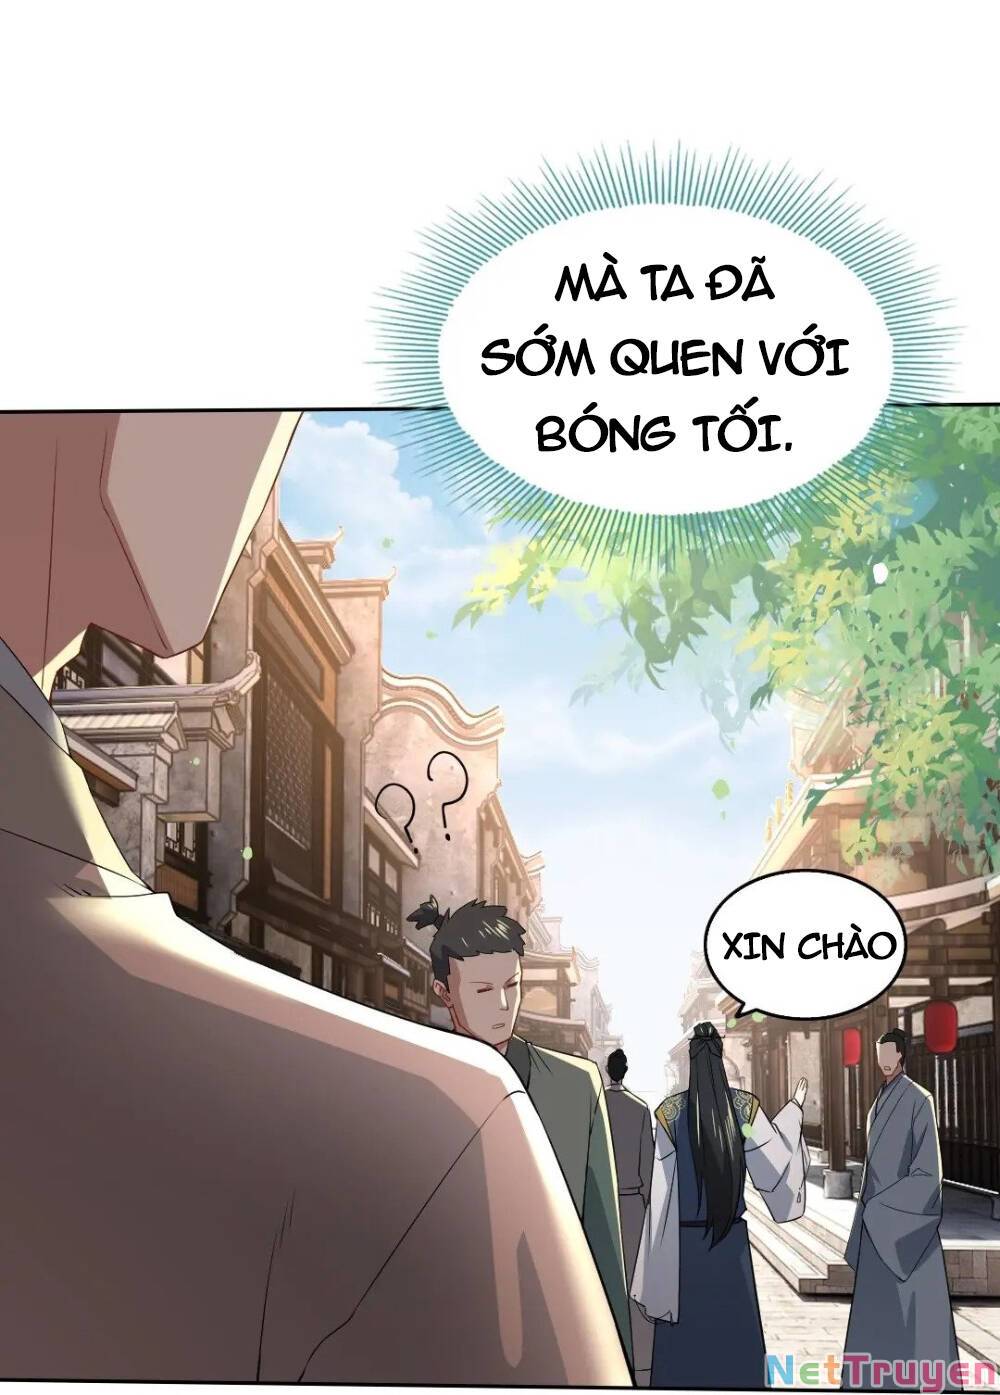 MÀ TA ĐÃ
SỚM QUEN VỚI
BÓNG TỐI.
??
XIN CHÀO
NetTruyen